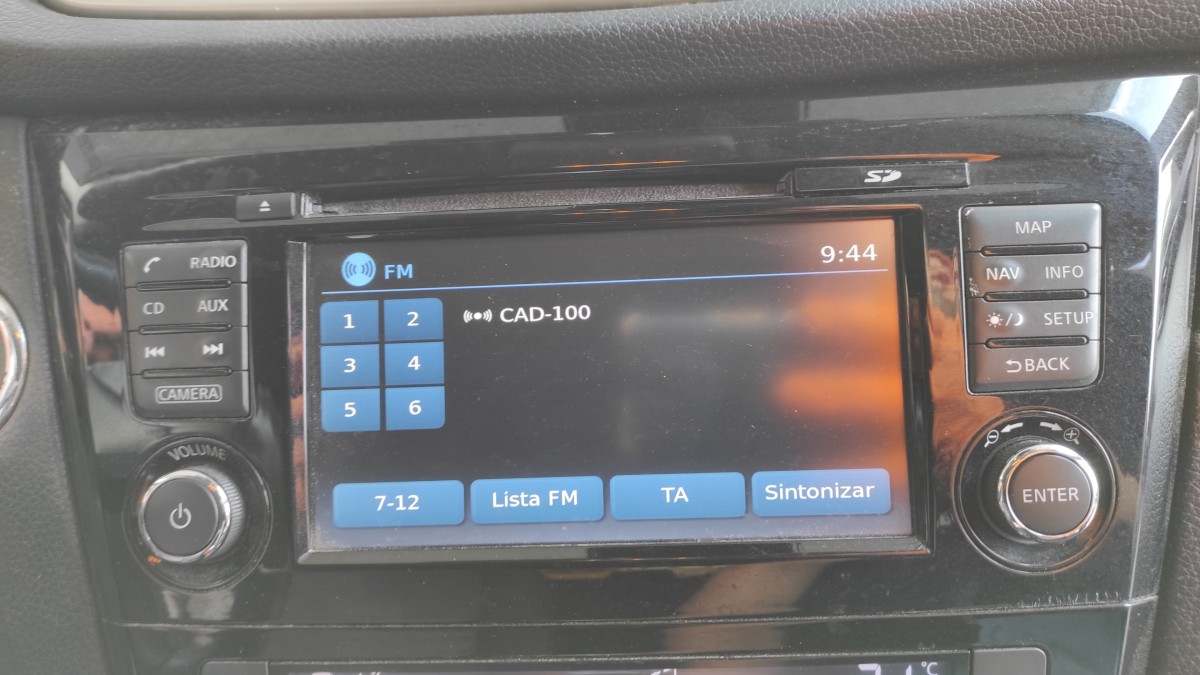 SD
MAP
RADIO
NAV INFO
CD AUX
SETUP
BACK
CAMERA
VOLUME
ENTER
FM 9:44
1 2 CAD-100
3 4
5 6
7-12 Lista FM TA Sintonizar
°C